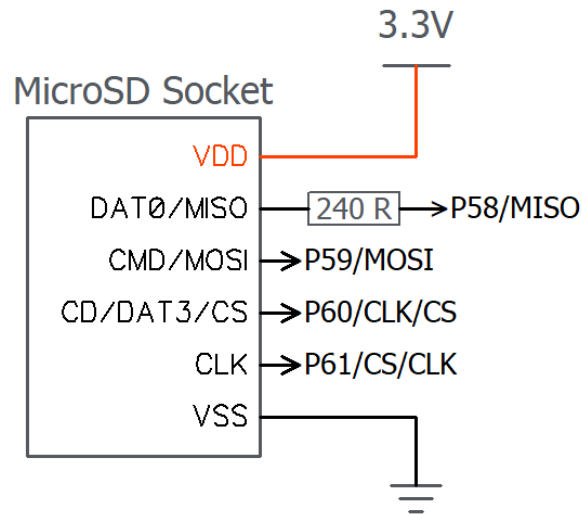 3.3V
MicroSD Socket
VDD
DAT0/MISO 240 R P58/MISO
CMD/MOSI P59/MOSI
CD/DAT3/CS P60/CLK/CS
CLK P61/CS/CLK
VSS